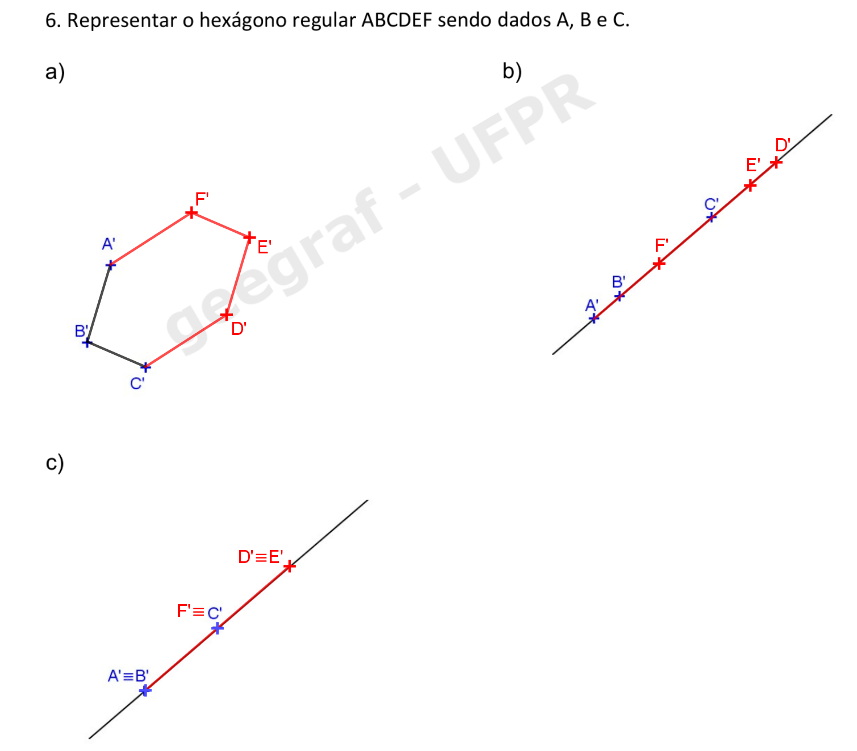 6. Representar o hexágono regular ABCDEF sendo dados A, B e C.
a)
b)
geegraf - UFPR
D'
E'
F'
C'
A'
F'
E'
B'
A'
B'
D'
C'
c)
D'≡E'
F'≡C'
A'≡B'